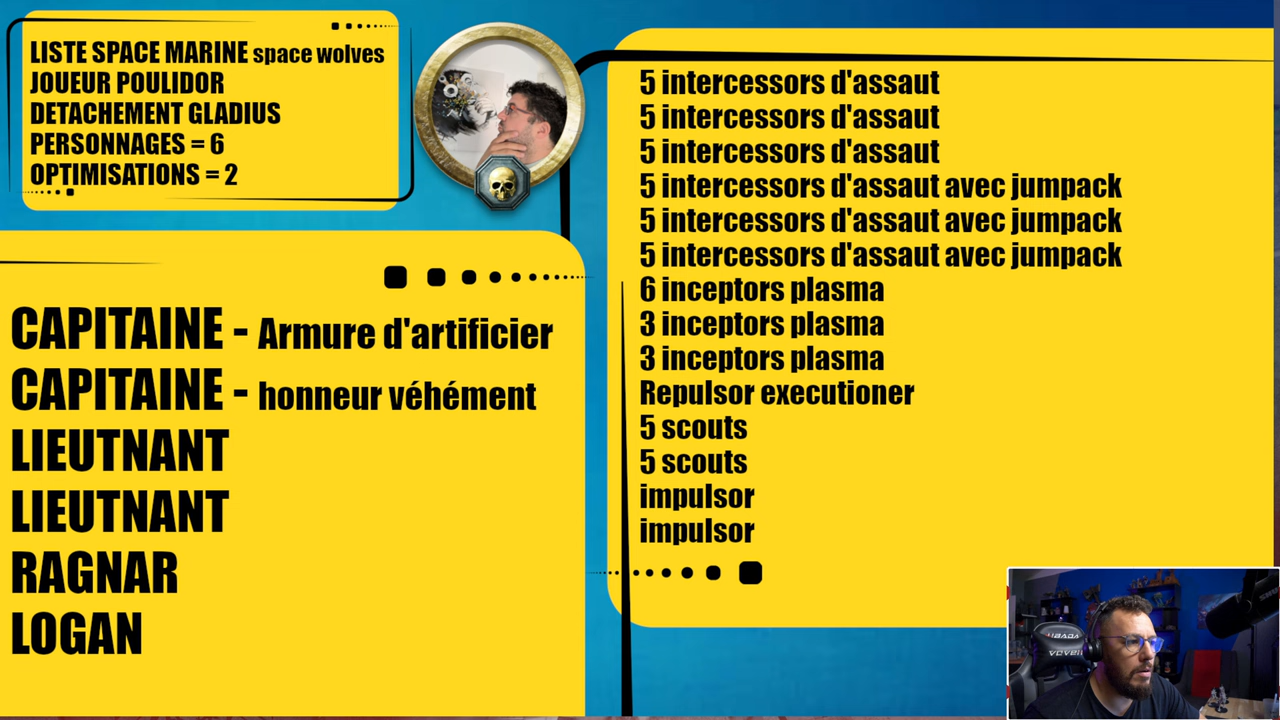 LISTE SPACE MARINE space wolves
JOUEUR POULIDOR
DETACHEMENT GLADIUS
PERSONNAGES = 6
OPTIMISATIONS = 2
CAPITAINE - Armure d'artificier
CAPITAINE - honneur véhément
LIEUTNANT
LIEUTNANT
RAGNAR
LOGAN
5 intercessors d'assaut
5 intercessors d'assaut
5 intercessors d'assaut
5 intercessors d'assaut avec jumpack
5 intercessors d'assaut avec jumpack
5 intercessors d'assaut avec jumpack
6 inceptors plasma
3 inceptors plasma
3 inceptors plasma
Repulsor executioner
5 scouts
5 scouts
impulsor
impulsor